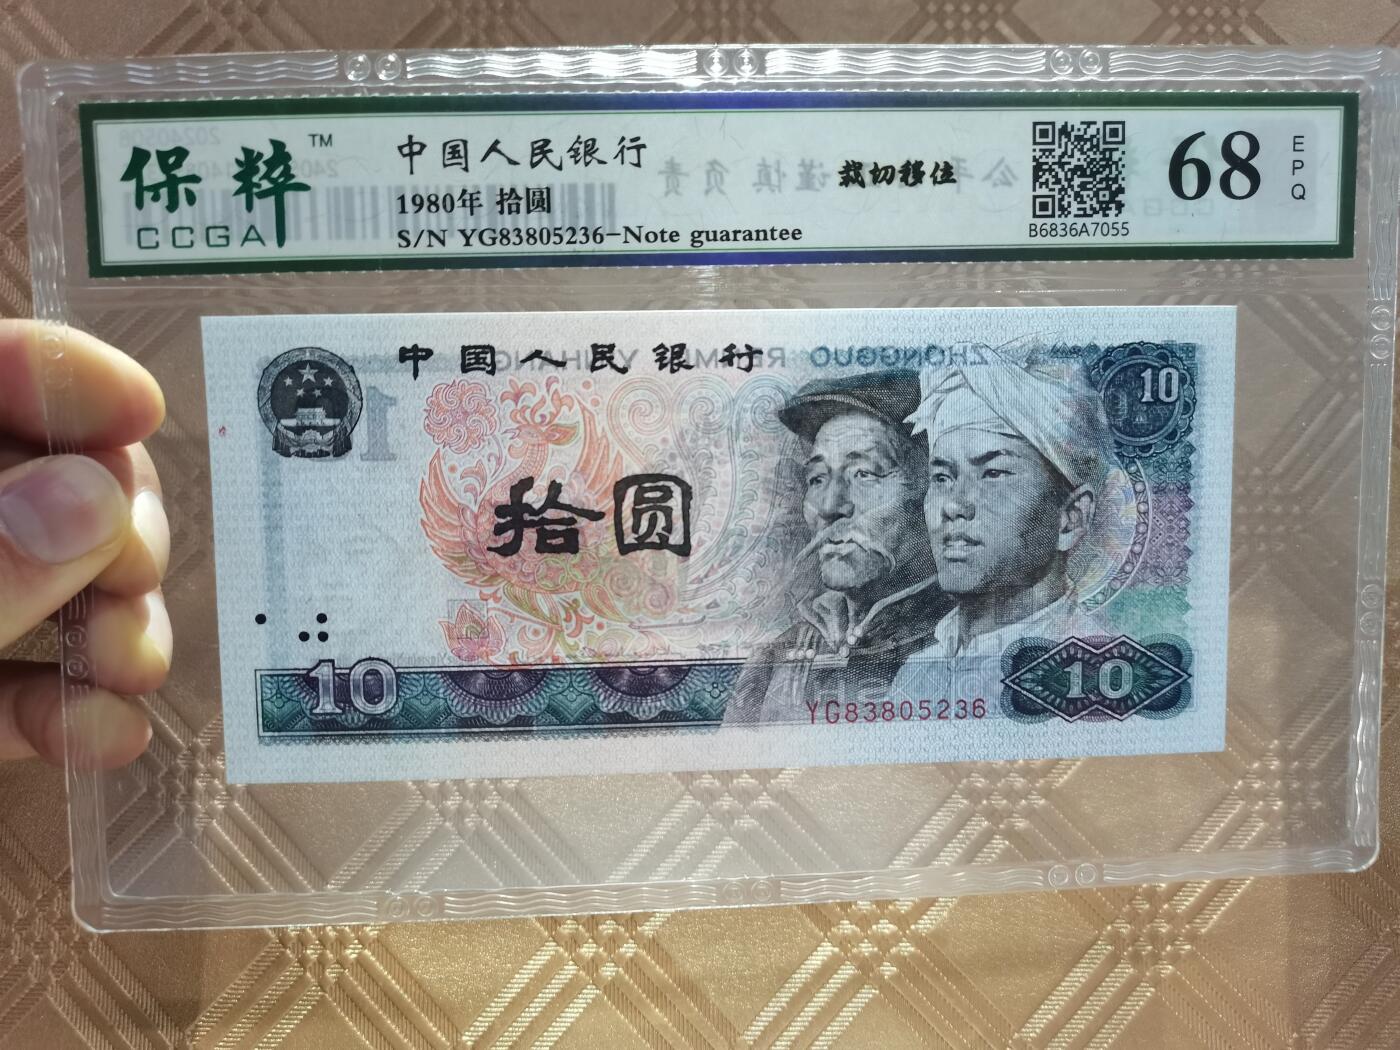 保粹™
CCGA
中国人民银行
1980年 拾圆
S/N YG83805236-Note guarantee
裁切移位
B6836A7055
68
EPQ
中国人民银行
10
拾圆
10
YG83805236
10